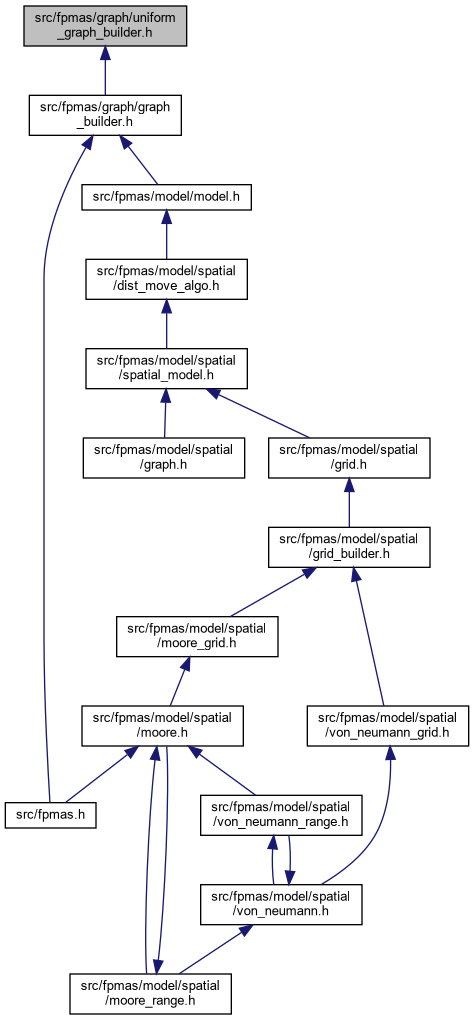 src/fpmas/graph/uniform
_graph_builder.h
src/fpmas/graph/graph
_builder.h
src/fpmas/model/model.h
src/fpmas/model/spatial
/dist_move_algo.h
src/fpmas/model/spatial
/spatial_model.h
src/fpmas/model/spatial
/graph.h
src/fpmas/model/spatial
/grid.h
src/fpmas/model/spatial
/grid_builder.h
src/fpmas/model/spatial
/moore_grid.h
src/fpmas/model/spatial
/moore.h
src/fpmas/model/spatial
/von_neumann_grid.h
src/fpmas.h
src/fpmas/model/spatial
/von_neumann_range.h
src/fpmas/model/spatial
/von_neumann.h
src/fpmas/model/spatial
/moore_range.h